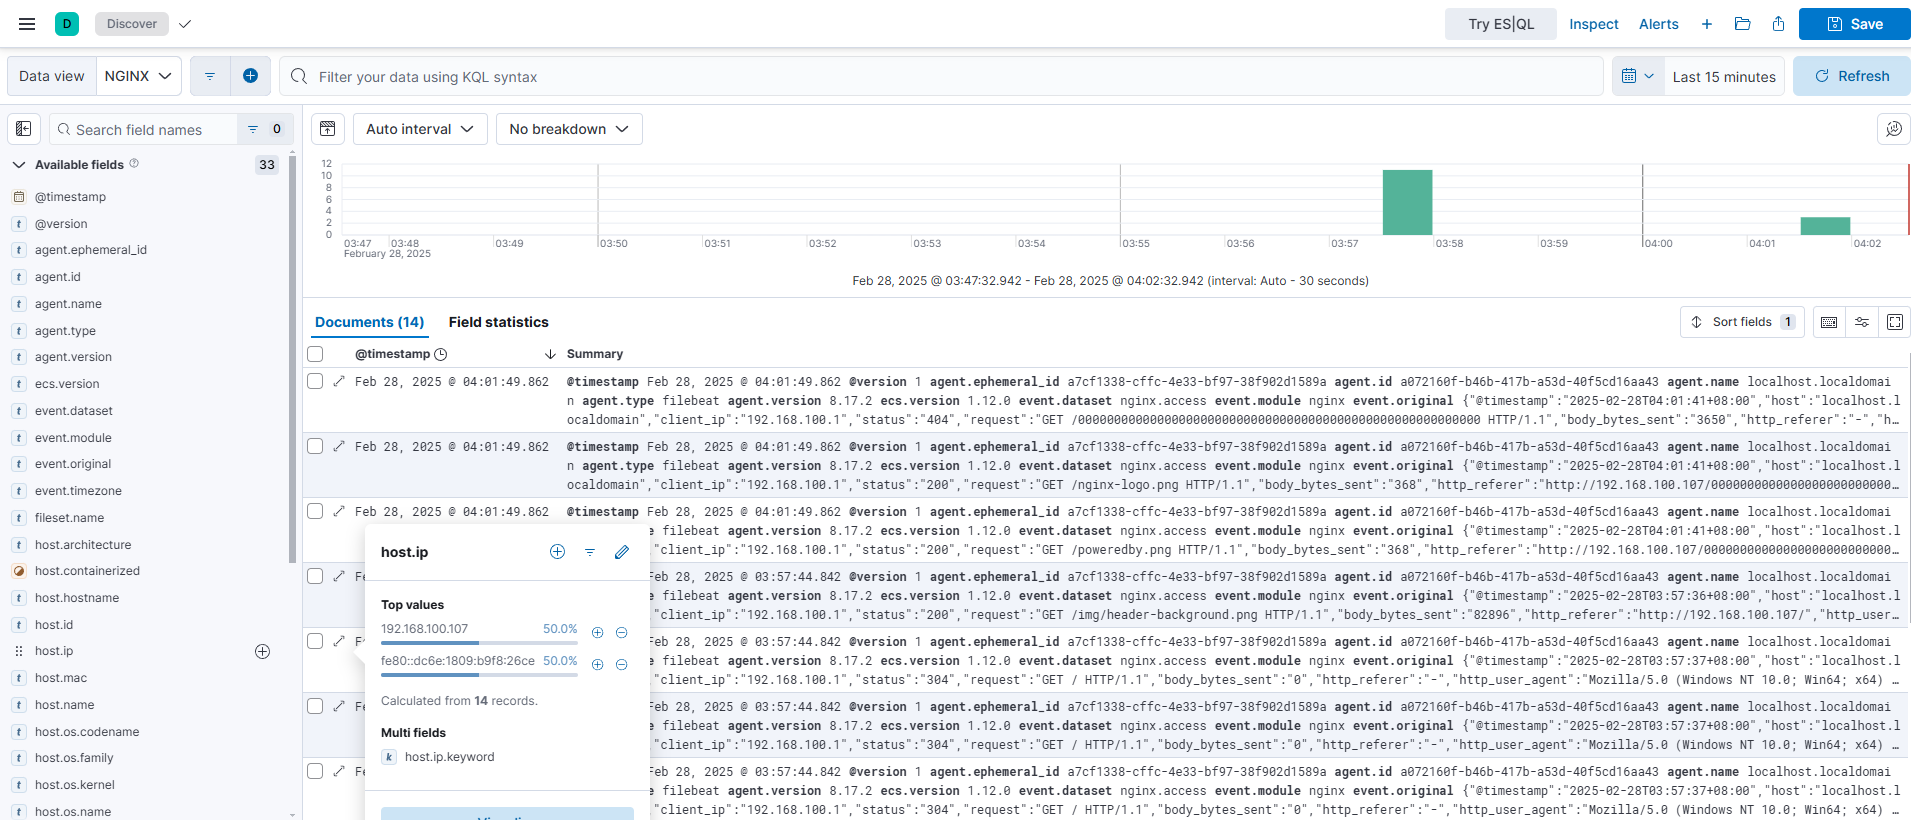 D Discover Try ES|QL Inspect Alerts Save
Data view NGINX Filter your data using KQL syntax Last 15 minutes Refresh
Search field names 0 Auto interval No breakdown
Available fields 33
@timestamp
@version
agent.ephemeral_id
agent.id
agent.name
agent.type
agent.version
ecs.version
event.dataset
event.module
event.original
event.timezone
fileset.name
host.architecture
host.containerized
host.hostname
host.id
host.ip
host.mac
host.name
host.os.codename
host.os.family
host.os.kernel
host.os.name
12
10
8
6
4
2
0
03:47 03:48 03:49 03:50 03:51 03:52 03:53 03:54 03:55 03:56 03:57 03:58 03:59 04:00 04:01 04:02
February 28, 2025
Feb 28, 2025 @ 03:47:32.942 - Feb 28, 2025 @ 04:02:32.942 (interval: Auto - 30 seconds)
Documents (14) Field statistics Sort fields 1
@timestamp Summary
Feb 28, 2025 @ 04:01:49.862 @timestamp Feb 28, 2025 @ 04:01:49.862 @version 1 agent.ephemeral_id a7cf1338-cffc-4e33-bf97-38f902d1589a agent.id a072160f-b46b-417b-a53d-40f5cd16aa43 agent.name localhost.localdomai
n agent.type filebeat agent.version 8.17.2 ecs.version 1.12.0 event.dataset nginx.access event.module nginx event.original {"@timestamp":"2025-02-28T04:01:41+08:00","host":"localhost.l
ocaldomain","client_ip":"192.168.100.1","status":"404","request":"GET HTTP/1.1","body_bytes_sent":"3650","http_referer":"-","h…
Feb 28, 2025 @ 04:01:49.862 @timestamp Feb 28, 2025 @ 04:01:49.862 @version 1 agent.ephemeral_id a7cf1338-cffc-4e33-bf97-38f902d1589a agent.id a072160f-b46b-417b-a53d-40f5cd16aa43 agent.name localhost.localdomai
n agent.type filebeat agent.version 8.17.2 ecs.version 1.12.0 event.dataset nginx.access event.module nginx event.original {"@timestamp":"2025-02-28T04:01:41+08:00","host":"localhost.l
ocaldomain","client_ip":"192.168.100.1","status":"200","request":"GET /nginx-logo.png HTTP/1.1","body_bytes_sent":"368","http_referer":"http://192.168.100.107/
Feb 28, 2025 @ 04:01:49.862 @timestamp Feb 28, 2025 @ 04:01:49.862 @version 1 agent.ephemeral_id a7cf1338-cffc-4e33-bf97-38f902d1589a agent.id a072160f-b46b-417b-a53d-40f5cd16aa43 agent.name localhost.localdomai
e filebeat agent.version 8.17.2 ecs.version 1.12.0 event.dataset nginx.access event.module nginx event.original {"@timestamp":"2025-02-28T04:01:41+08:00","host":"localhost.l
,"client_ip":"192.168.100.1","status":"200","request":"GET /poweredby.png HTTP/1.1","body_bytes_sent":"368","http_referer":"http://192.168.100.107/
Fe Feb 28, 2025 @ 03:57:44.842 @version 1 agent.ephemeral_id a7cf1338-cffc-4e33-bf97-38f902d1589a agent.id a072160f-b46b-417b-a53d-40f5cd16aa43 agent.name localhost.localdomai
e filebeat agent.version 8.17.2 ecs.version 1.12.0 event.dataset nginx.access event.module nginx event.original {"@timestamp":"2025-02-28T03:57:36+08:00","host":"localhost.l
,"client_ip":"192.168.100.1","status":"200","request":"GET /img/header-background.png HTTP/1.1","body_bytes_sent":"82896","http_referer":"http://192.168.100.107/","http_user…
Feb 28, 2025 @ 03:57:44.842 @version 1 agent.ephemeral_id a7cf1338-cffc-4e33-bf97-38f902d1589a agent.id a072160f-b46b-417b-a53d-40f5cd16aa43 agent.name localhost.localdomai
e filebeat agent.version 8.17.2 ecs.version 1.12.0 event.dataset nginx.access event.module nginx event.original {"@timestamp":"2025-02-28T03:57:37+08:00","host":"localhost.l
,"client_ip":"192.168.100.1","status":"304","request":"GET / HTTP/1.1","body_bytes_sent":"0","http_referer":"-","http_user_agent":"Mozilla/5.0 (Windows NT 10.0; Win64; x64) …
Fe Feb 28, 2025 @ 03:57:44.842 @version 1 agent.ephemeral_id a7cf1338-cffc-4e33-bf97-38f902d1589a agent.id a072160f-b46b-417b-a53d-40f5cd16aa43 agent.name localhost.localdomai
e filebeat agent.version 8.17.2 ecs.version 1.12.0 event.dataset nginx.access event.module nginx event.original {"@timestamp":"2025-02-28T03:57:37+08:00","host":"localhost.l
,"client_ip":"192.168.100.1","status":"304","request":"GET / HTTP/1.1","body_bytes_sent":"0","http_referer":"-","http_user_agent":"Mozilla/5.0 (Windows NT 10.0; Win64; x64) …
Fe Feb 28, 2025 @ 03:57:44.842 @version 1 agent.ephemeral_id a7cf1338-cffc-4e33-bf97-38f902d1589a agent.id a072160f-b46b-417b-a53d-40f5cd16aa43 agent.name localhost.localdomai
e filebeat agent.version 8.17.2 ecs.version 1.12.0 event.dataset nginx.access event.module nginx event.original {"@timestamp":"2025-02-28T03:57:37+08:00","host":"localhost.l
,"client_ip":"192.168.100.1","status":"304","request":"GET / HTTP/1.1","body_bytes_sent":"0","http_referer":"-","http_user_agent":"Mozilla/5.0 (Windows NT 10.0; Win64; x64) …
host.ip
Top values
192.168.100.107 50.0%
fe80::dc6e:1809:b9f8:26ce 50.0%
Calculated from 14 records.
Multi fields
k host.ip.keyword